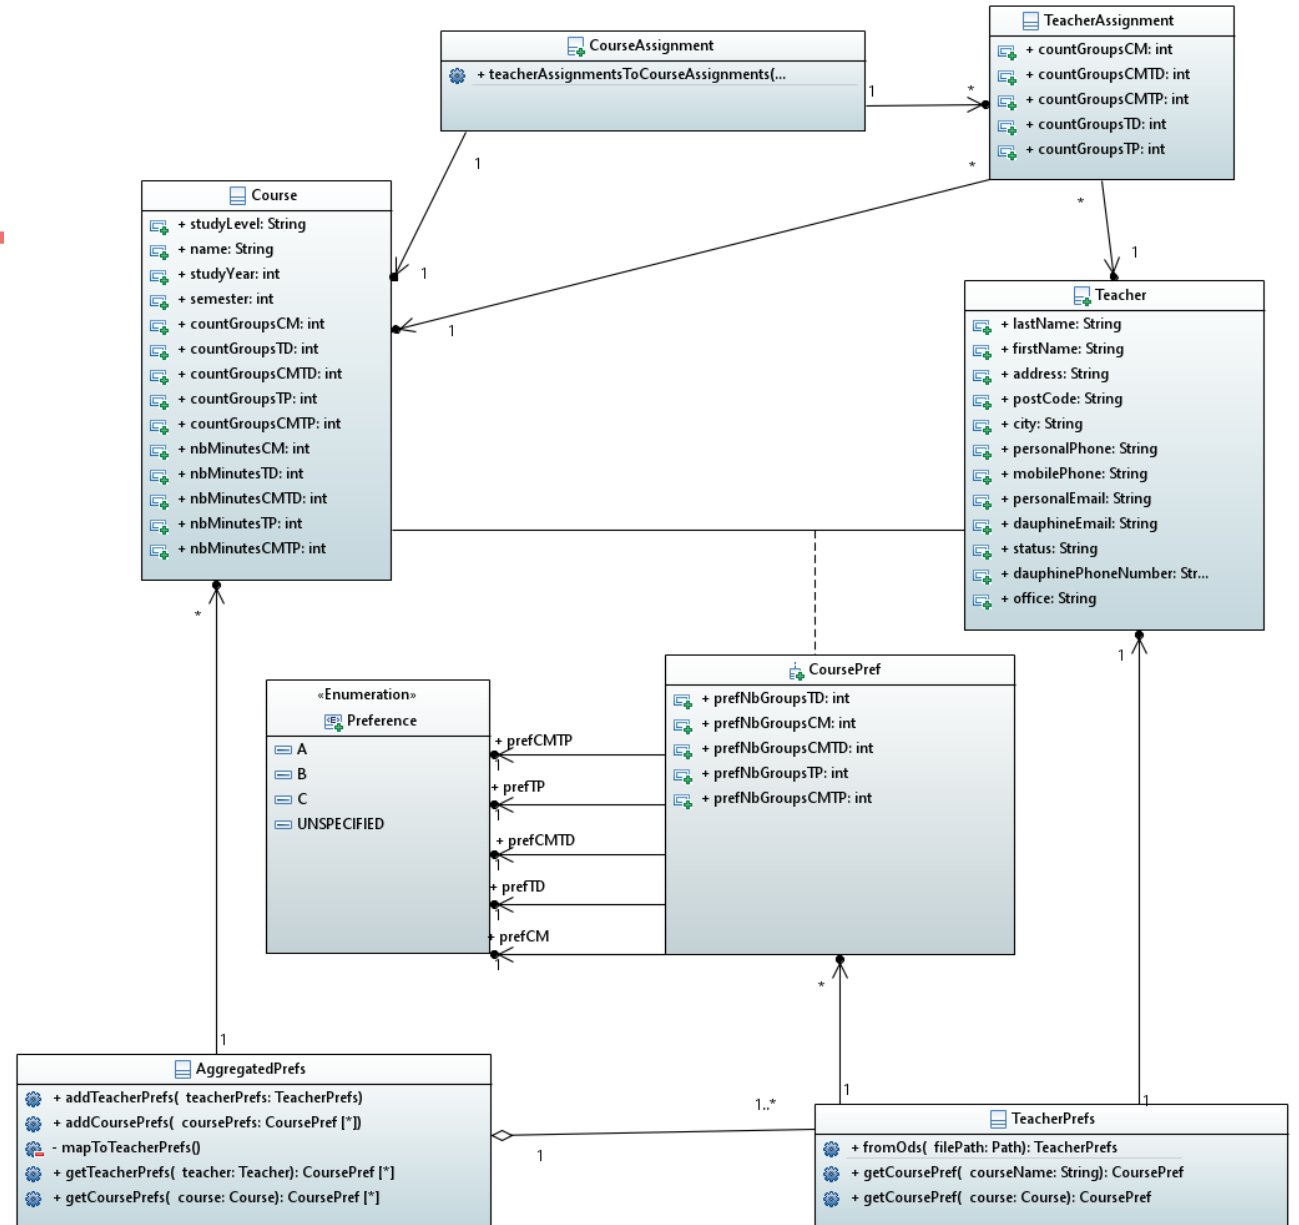 CourseAssignment
+ teacherAssignmentsToCourseAssignments(...
1
*
1
1
TeacherAssignment
+ countGroupsCM: int
+ countGroupsCMTD: int
+ countGroupsCMTP: int
+ countGroupsTD: int
+ countGroupsTP: int
*
*
1
1
Course
+ studyLevel: String
+ name: String
+ studyYear: int
+ semester: int
+ countGroupsCM: int
+ countGroupsTD: int
+ countGroupsCMTD: int
+ countGroupsTP: int
+ countGroupsCMTP: int
+ nbMinutesCM: int
+ nbMinutesTD: int
+ nbMinutesCMTD: int
+ nbMinutesTP: int
+ nbMinutesCMTP: int
*
Teacher
+ lastName: String
+ firstName: String
+ address: String
+ postCode: String
+ city: String
+ personalPhone: String
+ mobilePhone: String
+ personalEmail: String
+ dauphineEmail: String
+ status: String
+ dauphinePhoneNumber: Str...
+ office: String
1
«Enumeration»
Preference
A
B
C
UNSPECIFIED
+ prefCMTP
1
+ prefTP
1
+ prefCMTD
1
+ prefTD
1
+ prefCM
1
CoursePref
+ prefNbGroupsTD: int
+ prefNbGroupsCM: int
+ prefNbGroupsCMTD: int
+ prefNbGroupsTP: int
+ prefNbGroupsCMTP: int
*
1
AggregatedPrefs
+ addTeacherPrefs( teacherPrefs: TeacherPrefs)
+ addCoursePrefs( coursePrefs: CoursePref [*])
- mapToTeacherPrefs()
+ getTeacherPrefs( teacher: Teacher): CoursePref [*]
+ getCoursePrefs( course: Course): CoursePref [*]
1
1..*
1
1
TeacherPrefs
+ fromOds( filePath: Path): TeacherPrefs
+ getCoursePref( courseName: String): CoursePref
+ getCoursePref( course: Course): CoursePref